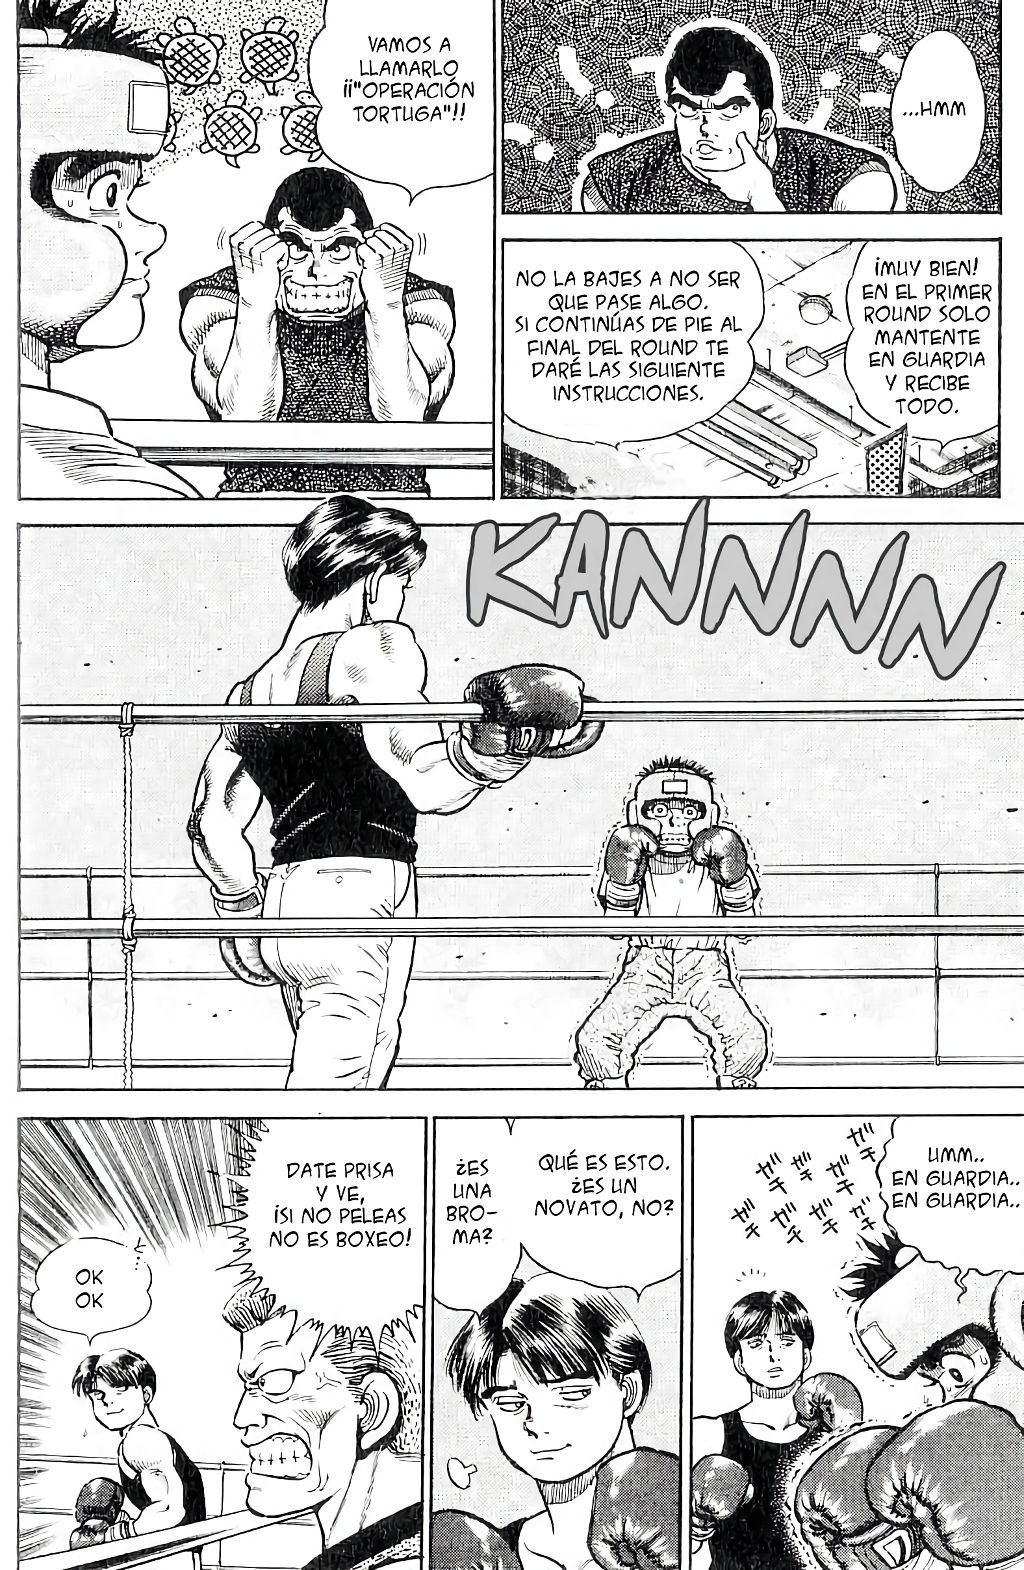 ...HMM
¡MUY BIEN!
EN EL PRIMER
ROUND SOLO
MANTENTE
EN GUARDIA
Y RECIBE
TODO.
NO LA BAJES A NO SER
QUE PASE ALGO.
SI CONTINÚAS DE PIE AL
FINAL DEL ROUND TE
DARÉ LAS SIGUIENTE
INSTRUCCIONES.
VAMOS A
LLAMARLO
¡¡"OPERACIÓN
TORTUGA"!!
KANNNN
UMM..
EN GUARDIA..
EN GUARDIA..
ガチ
ガチ
ガチ
ガチ
ガチ
ガチ
ガチ
ガチ
QUÉ ES ESTO.
¿ES UN
NOVATO, NO?
¿ES
UNA
BRO-
MA?
DATE PRISA
Y VE,
¡SI NO PELEAS
NO ES BOXEO!
OK
OK